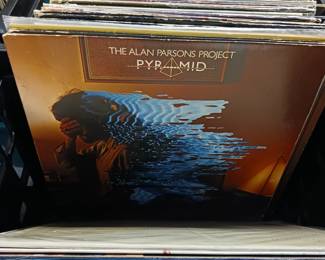 THE ALAN PARSONS PROJECT
PYRAMID